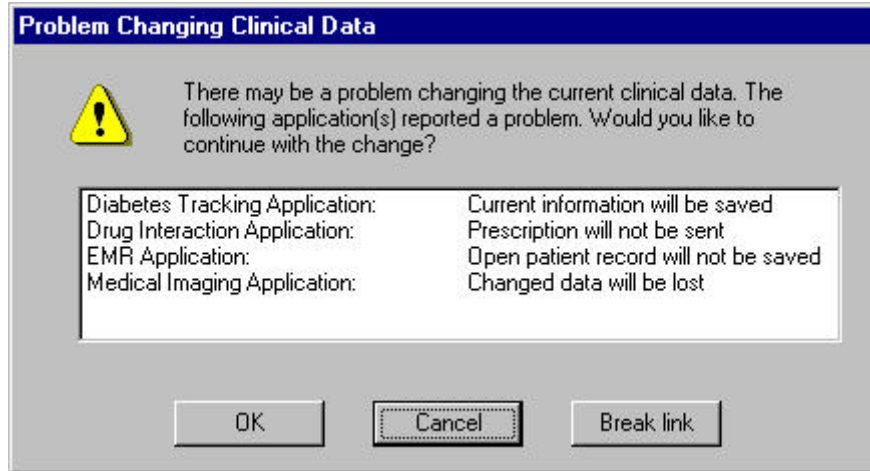 Problem Changing Clinical Data
There may be a problem changing the current clinical data. The
following application(s) reported a problem. Would you like to
continue with the change?
Diabetes Tracking Application: Current information will be saved
Drug Interaction Application: Prescription will not be sent
EMR Application: Open patient record will not be saved
Medical Imaging Application: Changed data will be lost
OK Cancel Break link